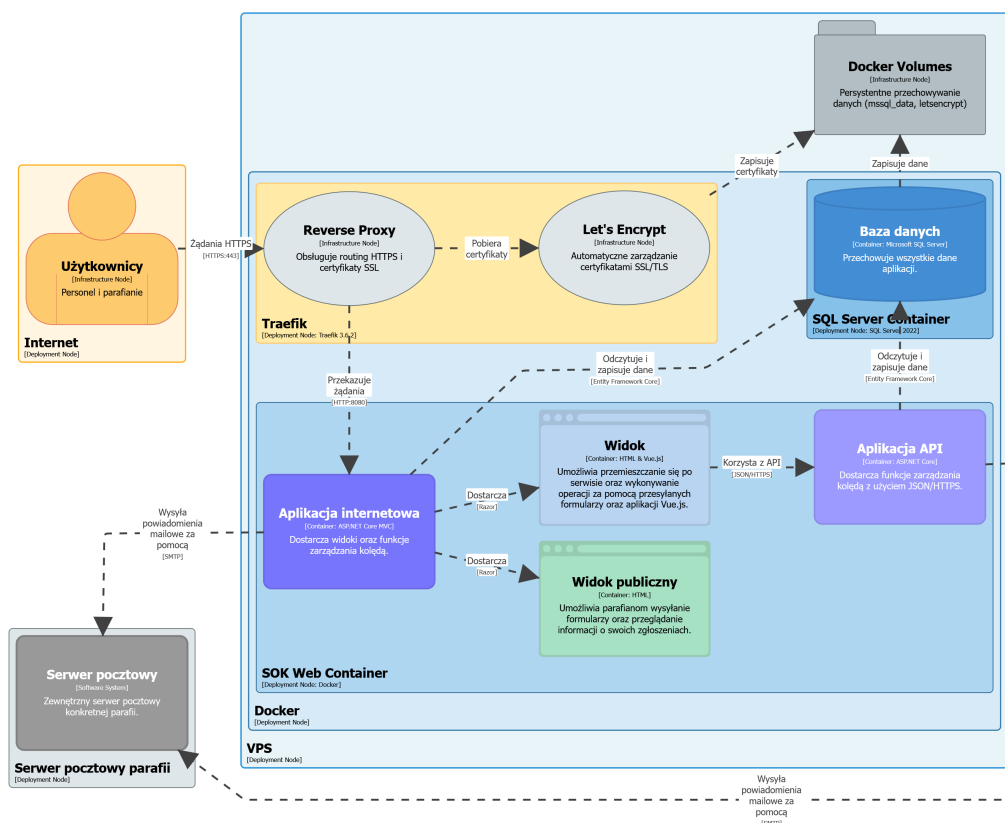 Docker Volumes
[Infrastructure Node]
Persystentne przechowywanie
danych (mssql_data, letsencrypt)
Zapisuje
certyfikaty
Zapisuje dane
Użytkownicy
[Infrastructure Node]
Personel i parafianie
Internet
[Deployment Node]
Żądania HTTPS
[HTTPS:443]
Reverse Proxy
[Infrastructure Node]
Obsługuje routing HTTPS i
certyfikaty SSL
Pobiera
certyfikaty
Let's Encrypt
[Infrastructure Node]
Automatyczne zarządzanie
certyfikatami SSL/TLS
Traefik
[Deployment Node: Traefik 3.6.2]
Baza danych
[Container: Microsoft SQL Server]
Przechowuje wszystkie dane
aplikacji.
SQL Server Container
[Deployment Node: SQL Server 2022]
Przekazuje
żądania
[HTTP:8080]
Odczytuje i
zapisuje dane
[Entity Framework Core]
Odczytuje i
zapisuje dane
[Entity Framework Core]
Aplikacja internetowa
[Container: ASP.NET Core MVC]
Dostarcza widoki oraz funkcje
zarządzania kolędą.
Dostarcza
[Razor]
Dostarcza
[Razor]
Widok
[Container: HTML & Vue.js]
Umożliwia przemieszczanie się po
serwisie oraz wykonywanie
operacji za pomocą przesyłanych
formularzy oraz aplikacji Vue.js.
Korzysta z API
[JSON/HTTPS]
Aplikacja API
[Container: ASP.NET Core]
Dostarcza funkcje zarządzania
kolędą z użyciem JSON/HTTPS.
Widok publiczny
[Container: HTML]
Umożliwia parafianom wysyłanie
formularzy oraz przeglądanie
informacji o swoich zgłoszeniach.
SOK Web Container
[Deployment Node: Docker]
Docker
[Deployment Node]
VPS
[Deployment Node]
Wysyła
powiadomienia
mailowe za
pomocą
[SMTP]
Serwer pocztowy
[Software System]
Zewnętrzny serwer pocztowy
konkretnej parafii.
Serwer pocztowy parafii
[Deployment Node]
Wysyła
powiadomienia
mailowe za
pomocą
[SMTP]